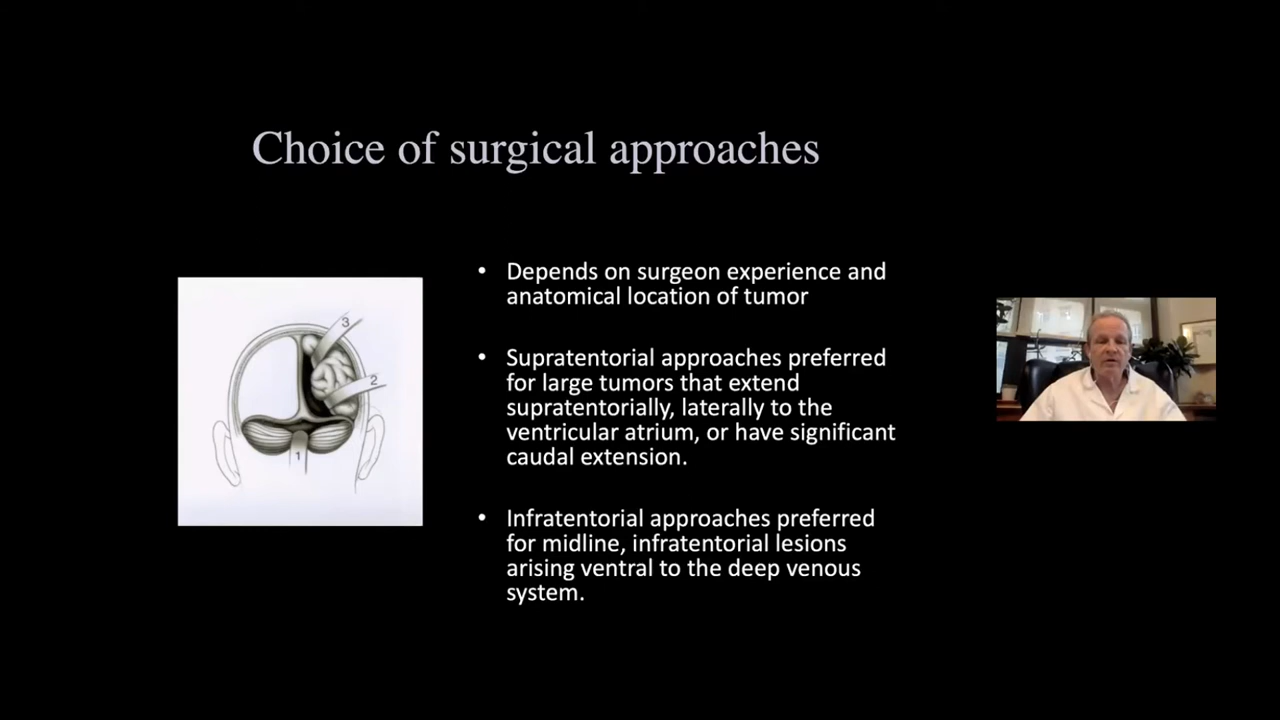 Choice of surgical approaches
3
2
1
• Depends on surgeon experience and
anatomical location of tumor
• Supratentorial approaches preferred
for large tumors that extend
supratentorially, laterally to the
ventricular atrium, or have significant
caudal extension.
• Infratentorial approaches preferred
for midline, infratentorial lesions
arising ventral to the deep venous
system.